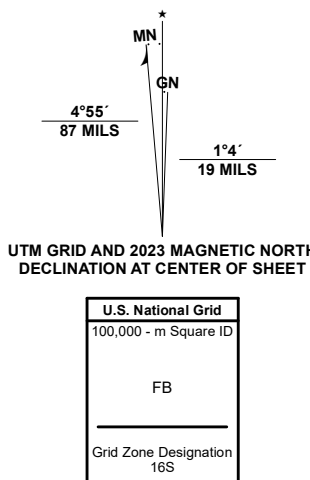 MN
GN
4°55´
87 MILS
1°4´
19 MILS
UTM GRID AND 2023 MAGNETIC NORTH
DECLINATION AT CENTER OF SHEET
U.S. National Grid
100,000 - m Square ID
FB
Grid Zone Designation
16S